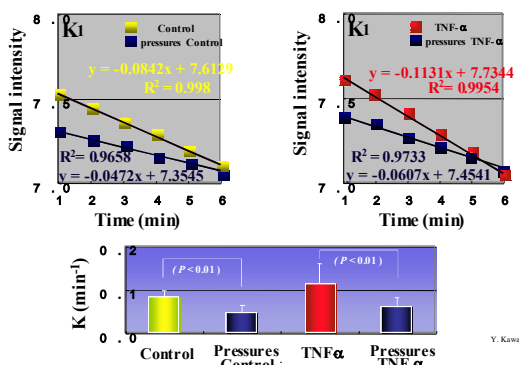 8 . 0
K1
Control
pressures Control
y = -0.0842x + 7.6129
R² = 0.998
7 . 5
R² = 0.9658
y = -0.0472x + 7.3545
7 . 0
1 2 3 4 5 6
Signal intensity
Time (min)
8 . 0
K1
TNF-α
pressures TNF-α
y = -0.1131x + 7.7344
R² = 0.9954
7 . 5
R² = 0.9733
y = -0.0607x + 7.4541
7 . 0
1 2 3 4 5 6
Signal intensity
Time (min)
0 . 2
0 . 1
0 . 0
K (min-1)
(P<0.01)
(P<0.01)
Control
Pressures
Control
TNFα
Pressures
TNF-α
Y. Kawa